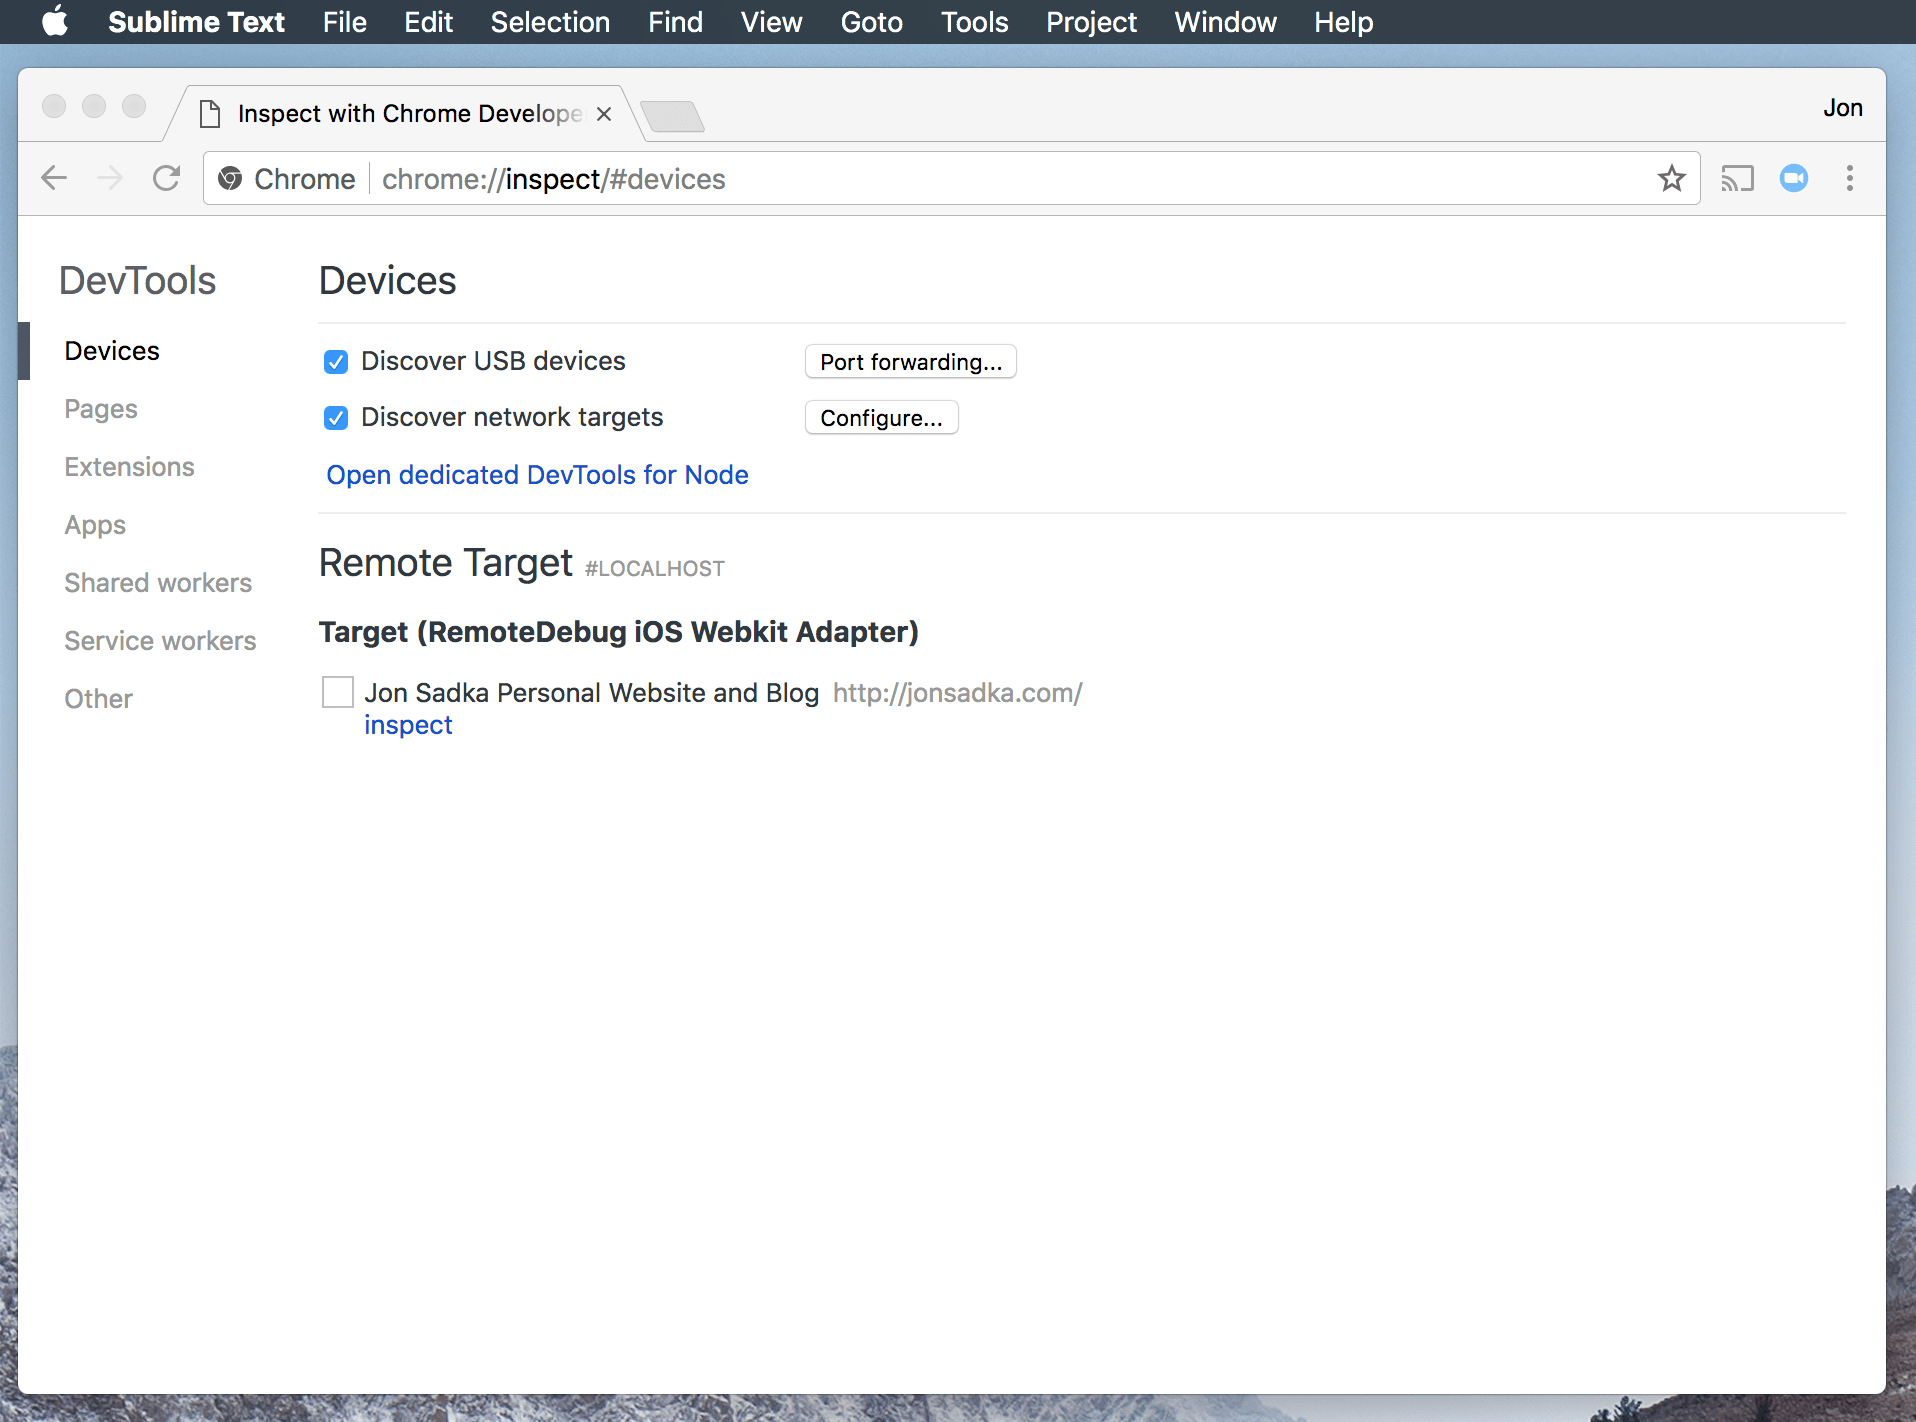 Sublime Text File Edit Selection Find View Goto Tools Project Window Help
Inspect with Chrome Develope
Jon
Chrome chrome://inspect/#devices
DevTools
Devices
Pages
Extensions
Apps
Shared workers
Service workers
Other
Devices
Discover USB devices Port forwarding...
Discover network targets Configure...
Open dedicated DevTools for Node
Remote Target #LOCALHOST
Target (RemoteDebug iOS Webkit Adapter)
Jon Sadka Personal Website and Blog http://jonsadka.com/
inspect